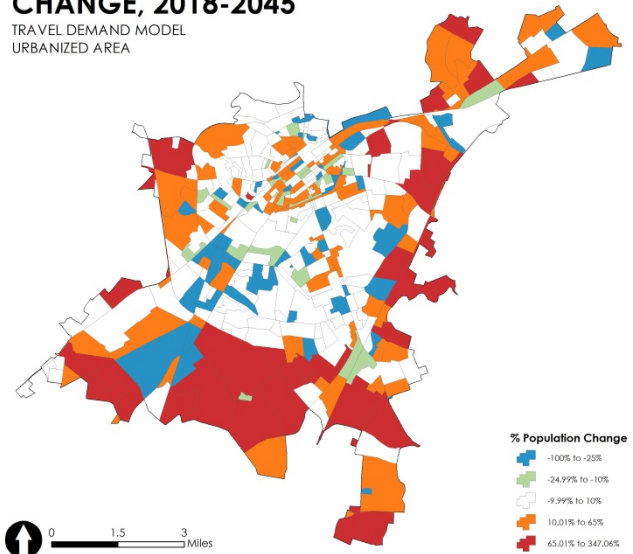 CHANGE, 2018-2045
TRAVEL DEMAND MODEL
URBANIZED AREA
% Population Change
-100% to -25%
-24.99% to -10%
-9.99% to 10%
10.01% to 65%
65.01% to 347.06%
0 1.5 3
Miles